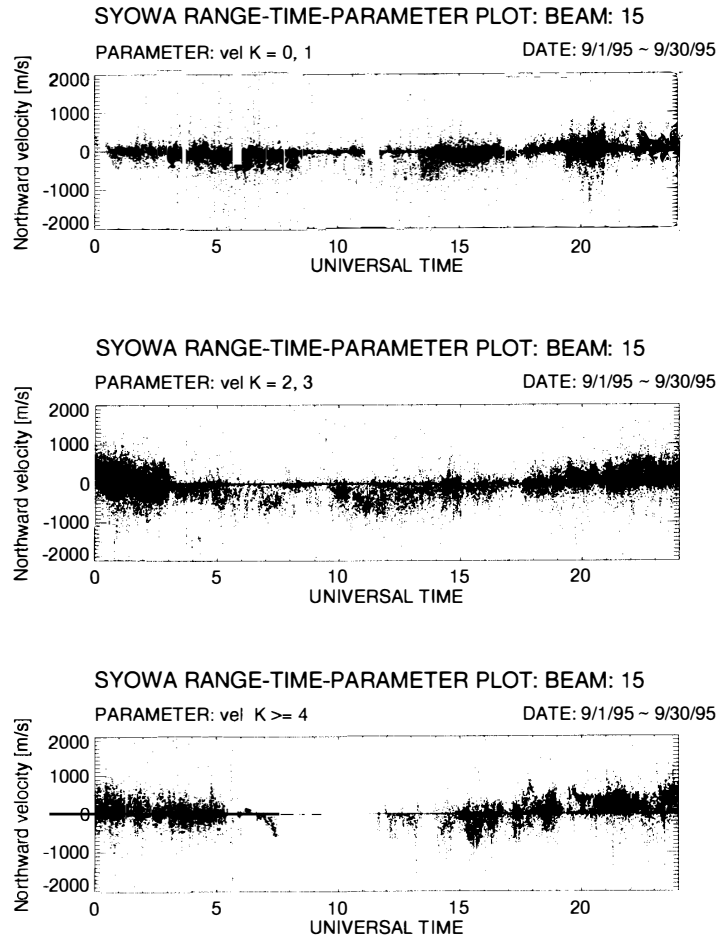 SYOWA RANGE-TIME-PARAMETER PLOT: BEAM: 15
PARAMETER: vel K = 0, 1 DATE: 9/1/95 ~ 9/30/95
Northward velocity [m/s]
2000
1000
0
-1000
-2000
0 5 10 15 20
UNIVERSAL TIME
SYOWA RANGE-TIME-PARAMETER PLOT: BEAM: 15
PARAMETER: vel K = 2, 3 DATE: 9/1/95 ~ 9/30/95
Northward velocity [m/s]
2000
1000
0
-1000
-2000
0 5 10 15 20
UNIVERSAL TIME
SYOWA RANGE-TIME-PARAMETER PLOT: BEAM: 15
PARAMETER: vel K >= 4 DATE: 9/1/95 ~ 9/30/95
Northward velocity [m/s]
2000
1000
0
-1000
-2000
0 5 10 15 20
UNIVERSAL TIME